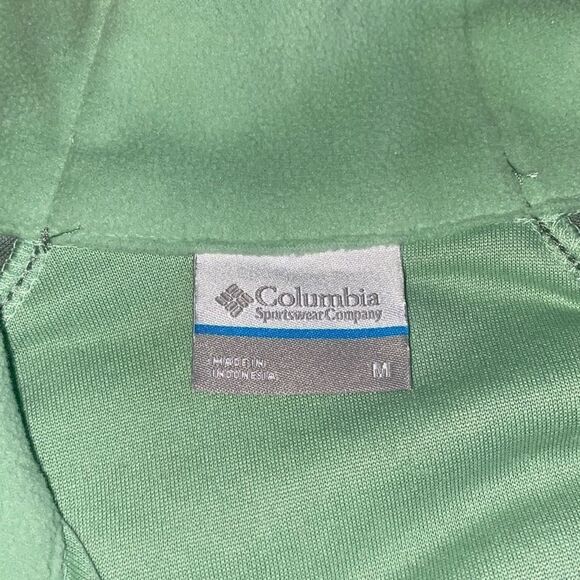 Columbia
Sportswear Company
MADE IN
INDONESIA
M